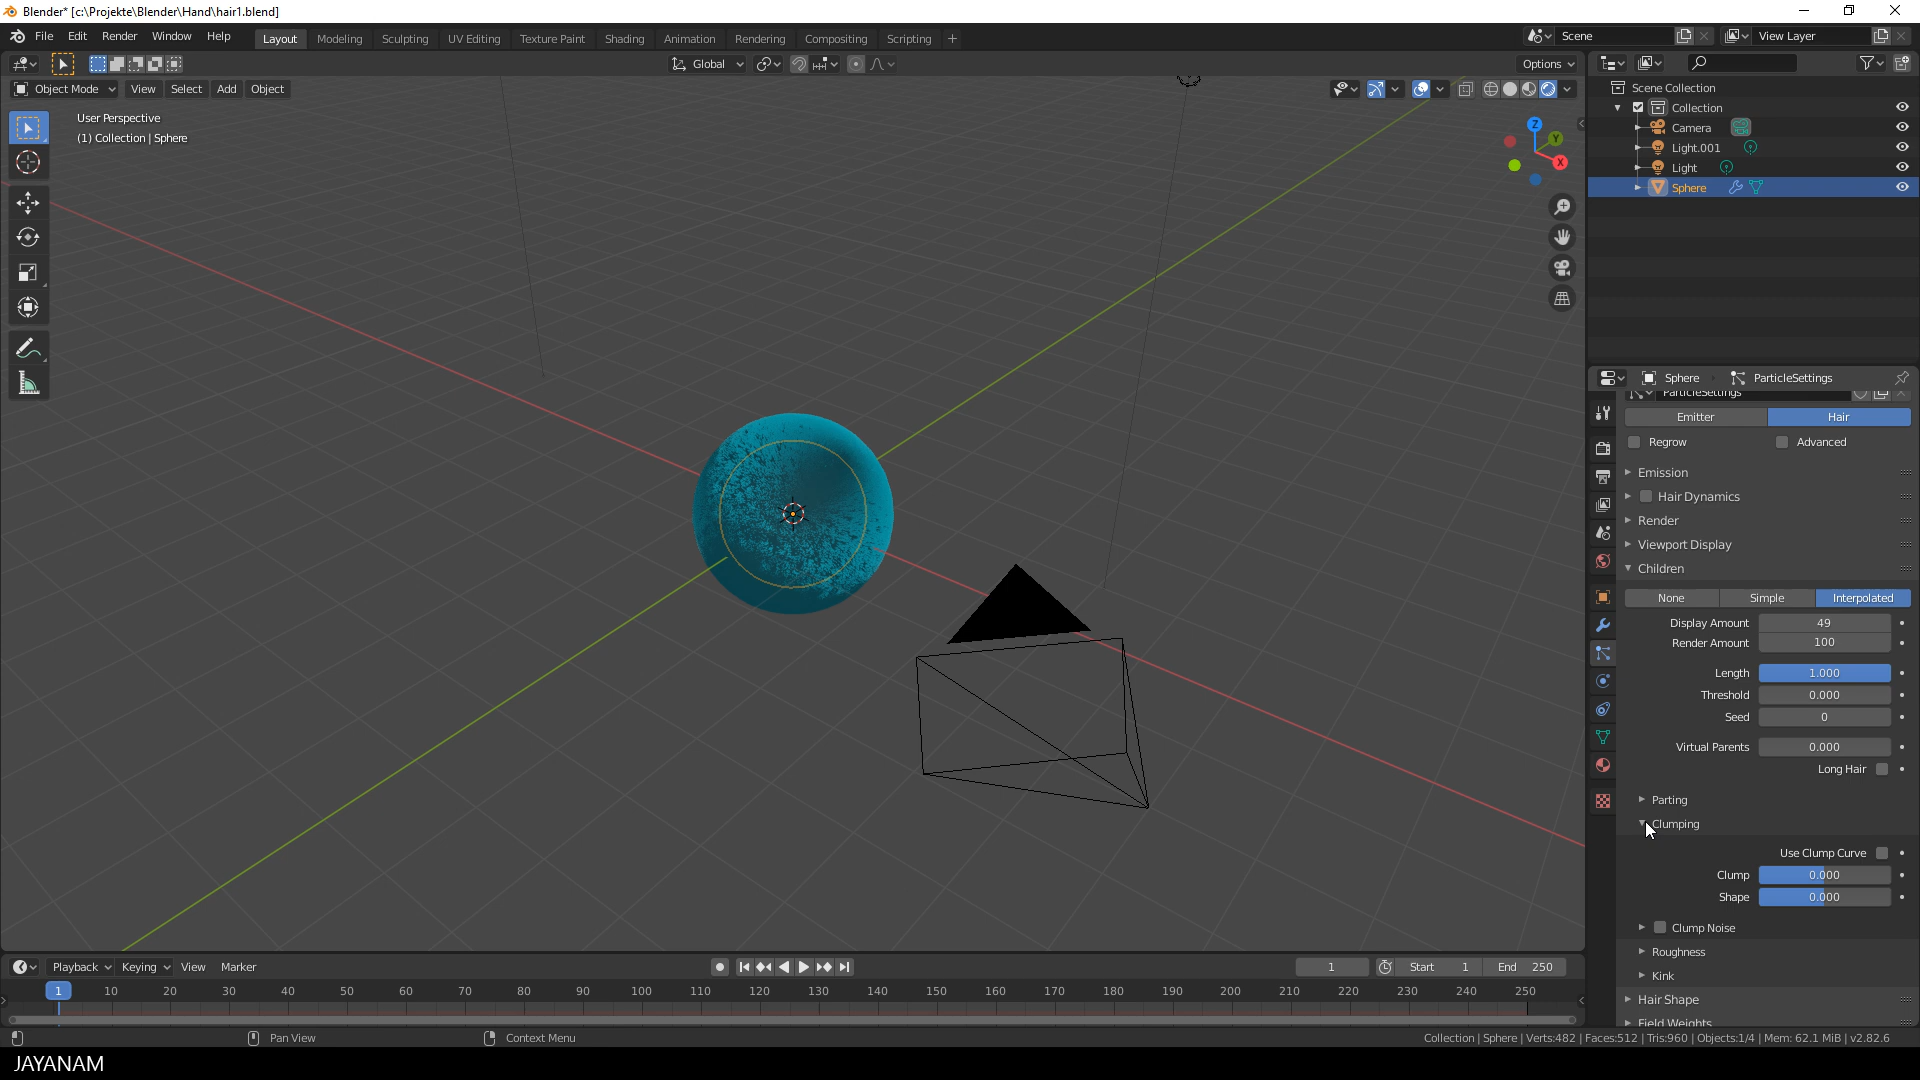 Blender* [c:\Projekte\Blender\Hand\hair1.blend]
File Edit Render Window Help Layout Modeling Sculpting UV Editing Texture Paint Shading Animation Rendering Compositing Scripting + Scene View Layer
Global Options
Object Mode View Select Add Object
User Perspective
(1) Collection | Sphere
Z
Y
X
Scene Collection
Collection
Camera
Light.001
Light
Sphere
Sphere ParticleSettings
ParticleSettings
Emitter Hair
Regrow Advanced
Emission
Hair Dynamics
Render
Viewport Display
Children
None Simple Interpolated
Display Amount 49
Render Amount 100
Length 1.000
Threshold 0.000
Seed 0
Virtual Parents 0.000
Long Hair
Parting
Clumping
Use Clump Curve
Clump 0.000
Shape 0.000
Clump Noise
Roughness
Kink
Hair Shape
Field Weights
Playback Keying View Marker 1 Start 1 End 250
1 10 20 30 40 50 60 70 80 90 100 110 120 130 140 150 160 170 180 190 200 210 220 230 240 250
Pan View Context Menu Collection | Sphere | Verts:482 | Faces:512 | Tris:960 | Objects:1/4 | Mem: 62.1 MiB | v2.82.6
JAYANAM